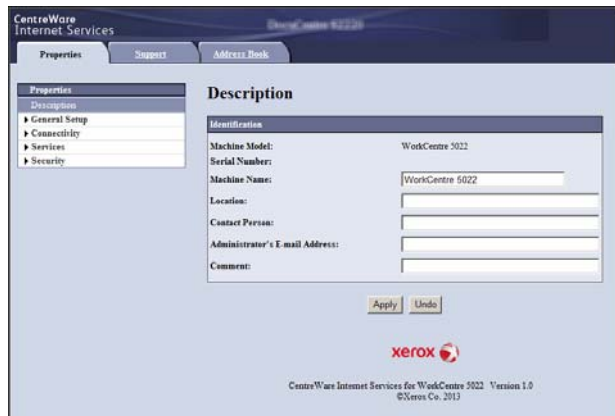 CentreWare
Internet Services
Properties
Support
Address Book
Properties
Description
General Setup
Connectivity
Services
Security
Description
Identification
Machine Model: WorkCentre 5022
Serial Number:
Machine Name: WorkCentre 5022
Location:
Contact Person:
Administrator's E-mail Address:
Comment:
Apply Undo
xerox
CentreWare Internet Services for WorkCentre 5022 Version 1.0
©Xerox Co. 2013